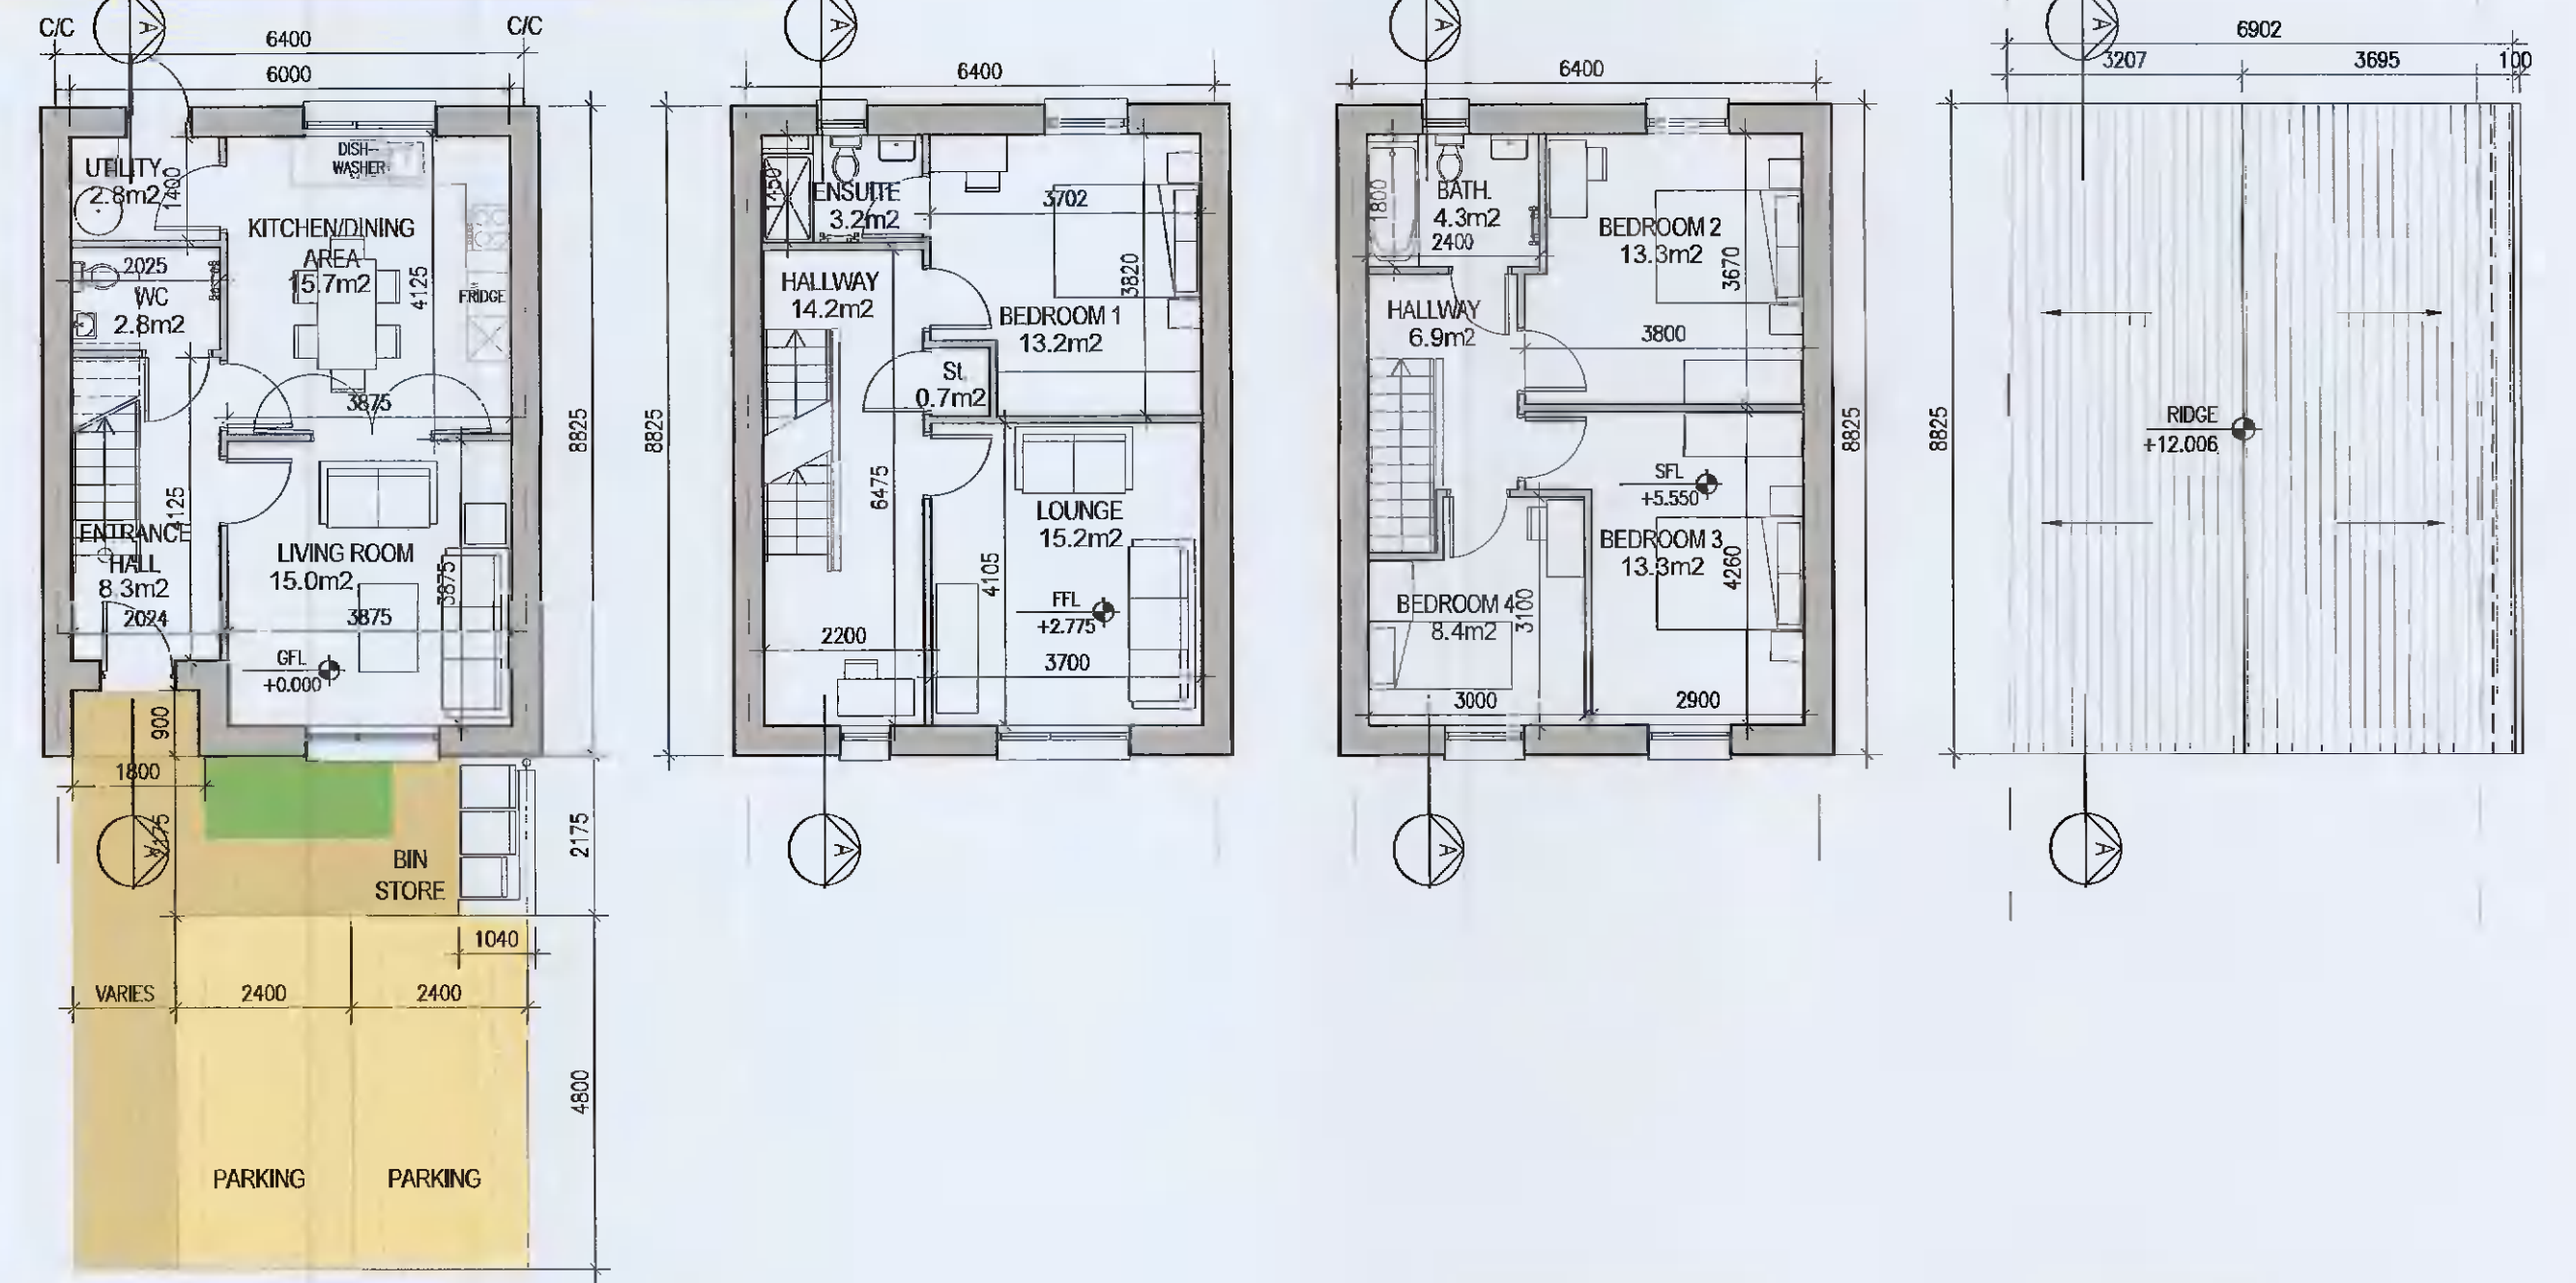 C/C
A
C/C
6400
6000
UTILITY
2.8m2
1400
DISH-
WASHER
KITCHEN/DINING
AREA
15.7m2
4125
FRIDGE
2025
WC
2.8m2
3875
8825
4125
ENTRANCE
HALL
8.3m2
2024
LIVING ROOM
15.0m2
3875
3875
GFL
+0.000
900
1800
A
2175
BIN
STORE
1040
VARIES
2400
2400
4800
PARKING
PARKING
A
6400
8825
1450
ENSUITE
3.2m2
3702
HALLWAY
14.2m2
3820
BEDROOM 1
13.2m2
St.
0.7m2
6475
LOUNGE
15.2m2
4105
FFL
+2.775
2200
3700
A
A
6400
1800
BATH.
4.3m2
2400
BEDROOM 2
13.3m2
3670
HALLWAY
6.9m2
3800
8825
SFL
+5.550
BEDROOM 3
13.3m2
4260
BEDROOM 4
8.4m2
3100
3000
2900
A
A
6902
3207
3695
100
8825
RIDGE
+12.006
A